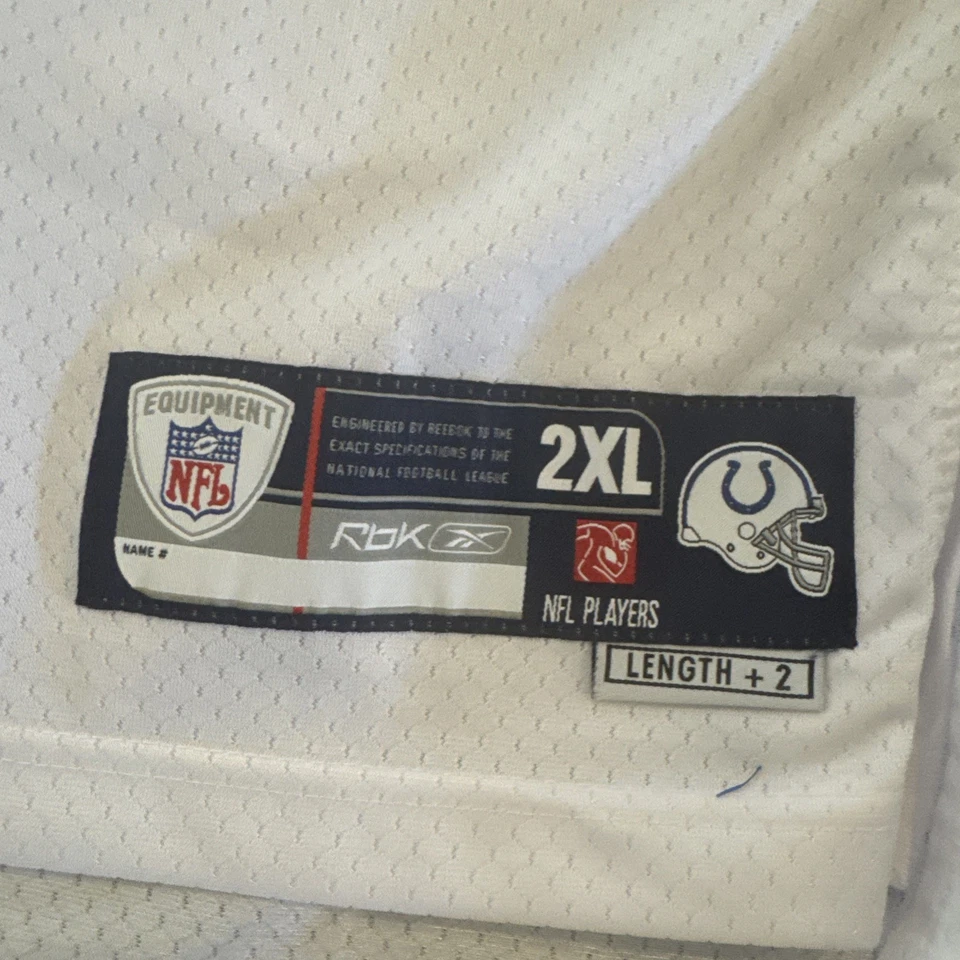 EQUIPMENT
NFL
ENGINEERED BY REEBOK TO THE
EXACT SPECIFICATIONS OF THE
NATIONAL FOOTBALL LEAGUE
2XL
Rbk
NAME #
NFL PLAYERS
LENGTH + 2